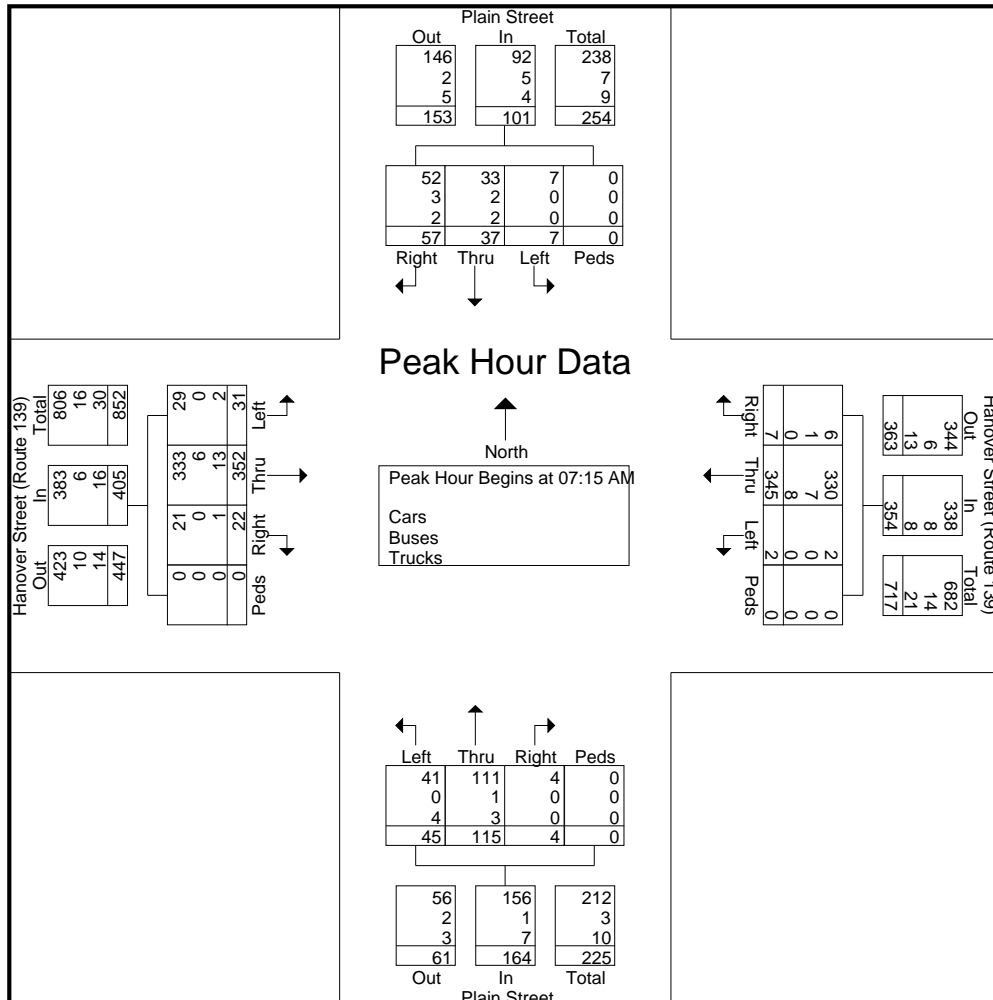 Plain Street
Out In Total
146 92 238
2 5 7
5 4 9
153 101 254
52 33 7 0
3 2 0 0
2 2 0 0
57 37 7 0
Right Thru Left Peds
Peak Hour Data
Hanover Street (Route 139)
Out In Total
423 383 806
10 6 16
14 16 30
447 405 852
0 21 333 29
0 0 6 0
0 1 13 2
0 22 352 31
Peds Right Thru Left
North
Peak Hour Begins at 07:15 AM
Cars
Buses
Trucks
Hanover Street (Route 139)
Out In Total
344 338 682
6 8 14
13 8 21
363 354 717
6 330 2 0
1 7 0 0
0 8 0 0
7 345 2 0
Right Thru Left Peds
Left Thru Right Peds
41 111 4 0
0 1 0 0
4 3 0 0
45 115 4 0
56 156 212
2 1 3
3 7 10
61 164 225
Out In Total
Plain Street